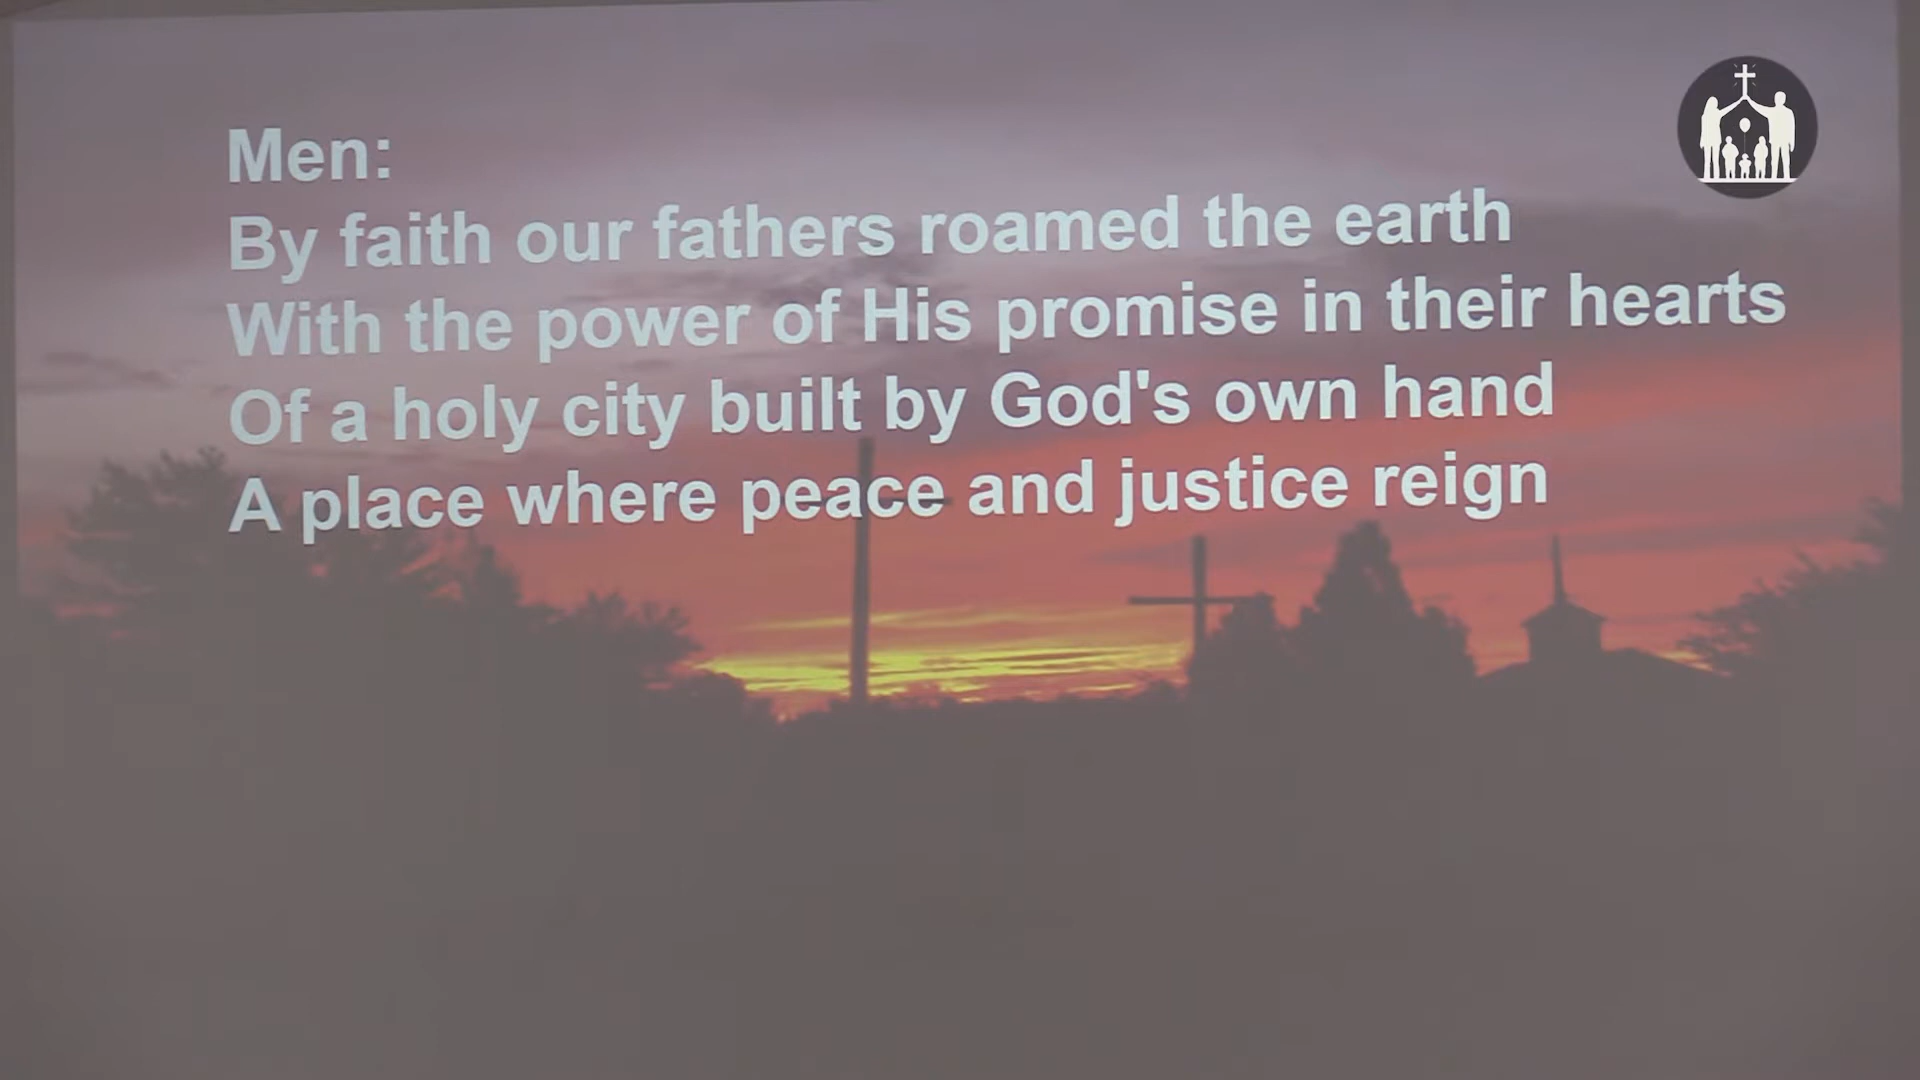 Men:
By faith our fathers roamed the earth
With the power of His promise in their hearts
Of a holy city built by God's own hand
A place where peace and justice reign